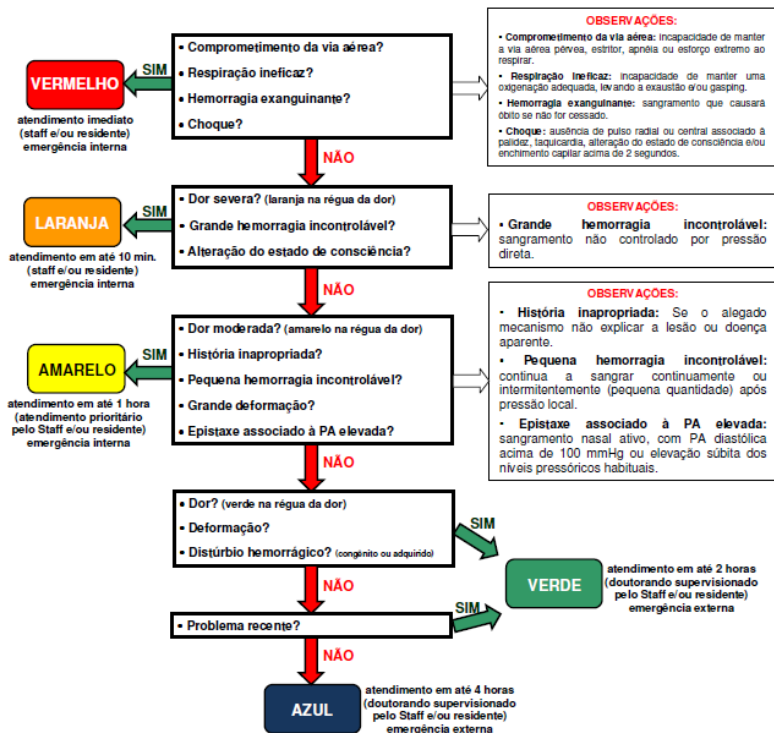 • Comprometimento da via aérea?
• Respiração ineficaz?
• Hemorragia exanguinante?
• Choque?
SIM
VERMELHO
atendimento imediato
(staff e/ou residente)
emergência interna
OBSERVAÇÕES:
• Comprometimento da via aérea: incapacidade de manter
a via aérea pérvea, estritor, apnéia ou esforço extremo ao
respirar.
• Respiração ineficaz: incapacidade de manter uma
oxigenação adequada, levando a exaustão e/ou gasping.
• Hemorragia exanguinante: sangramento que causará
óbito se não for cessado.
• Choque: ausência de pulso radial ou central associado à
palidez, taquicardia, alteração do estado de consciência e/ou
enchimento capilar acima de 2 segundos.
NÃO
• Dor severa? (laranja na régua da dor)
• Grande hemorragia incontrolável?
• Alteração do estado de consciência?
SIM
LARANJA
atendimento em até 10 min.
(staff e/ou residente)
emergência interna
OBSERVAÇÕES:
• Grande hemorragia incontrolável:
sangramento não controlado por pressão
direta.
NÃO
• Dor moderada? (amarelo na régua da dor)
• História inapropriada?
• Pequena hemorragia incontrolável?
• Grande deformação?
• Epistaxe associado à PA elevada?
SIM
AMARELO
atendimento em até 1 hora
(atendimento prioritário
pelo Staff e/ou residente)
emergência interna
OBSERVAÇÕES:
• História inapropriada: Se o alegado
mecanismo não explicar a lesão ou doença
aparente.
• Pequena hemorragia incontrolável:
continua a sangrar continuamente ou
intermitentemente (pequena quantidade) após
pressão local.
• Epistaxe associado à PA elevada:
sangramento nasal ativo, com PA diastólica
acima de 100 mmHg ou elevação súbita dos
níveis pressóricos habituais.
NÃO
• Dor? (verde na régua da dor)
• Deformação?
• Distúrbio hemorrágico? (congênito ou adquirido)
SIM
VERDE
atendimento em até 2 horas
(doutorando supervisionado
pelo Staff e/ou residente)
emergência externa
NÃO
• Problema recente?
SIM
NÃO
AZUL
atendimento em até 4 horas
(doutorando supervisionado
pelo Staff e/ou residente)
emergência externa